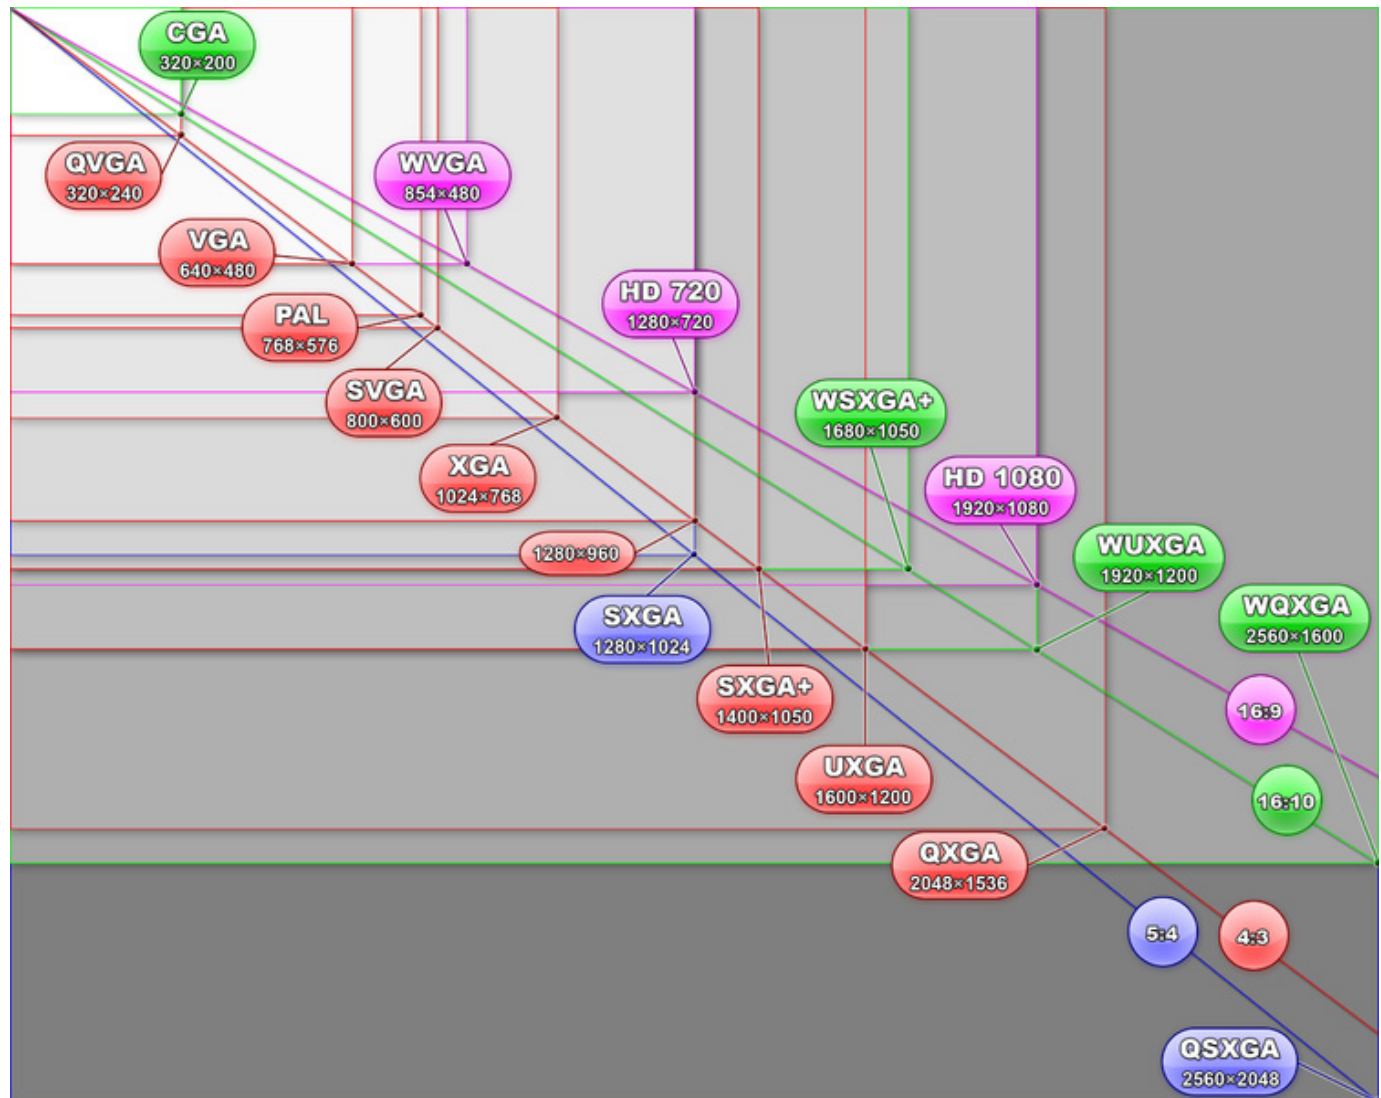 CGA
320×200
QVGA
320×240
WVGA
854×480
VGA
640×480
PAL
768×576
HD 720
1280×720
SVGA
800×600
WSXGA+
1680×1050
XGA
1024×768
HD 1080
1920×1080
1280×960
WUXGA
1920×1200
SXGA
1280×1024
WQXGA
2560×1600
SXGA+
1400×1050
16:9
UXGA
1600×1200
16:10
QXGA
2048×1536
5:4
4:3
QSXGA
2560×2048